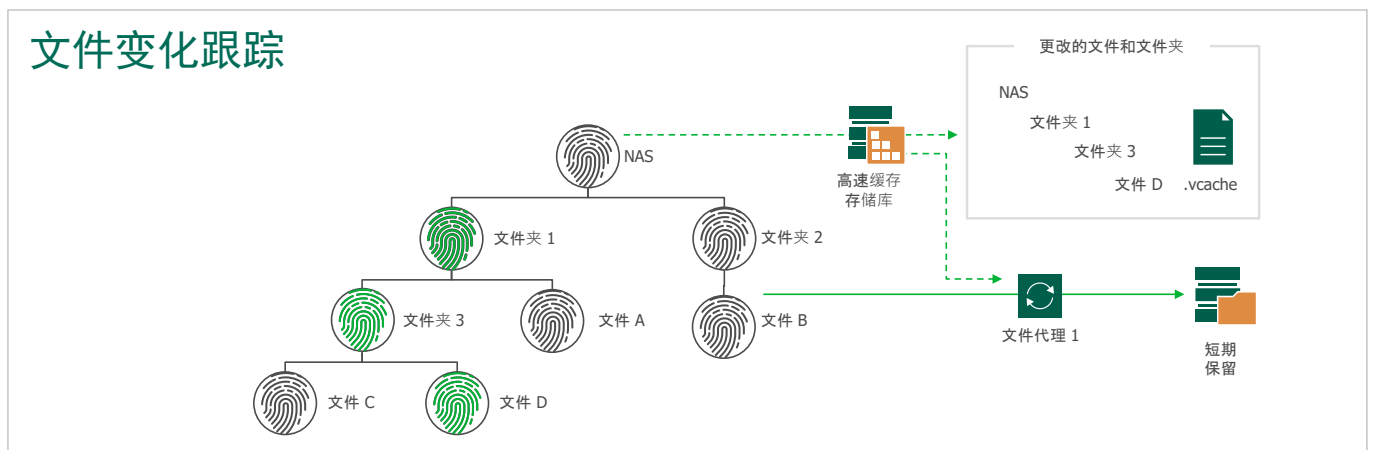 文件变化跟踪
更改的文件和文件夹
NAS
文件夹 1
文件夹 3
文件 D
.vcache
高速缓存
存储库
NAS
文件夹 1
文件夹 2
文件夹 3
文件 A
文件 B
文件 C
文件 D
文件代理 1
短期
保留